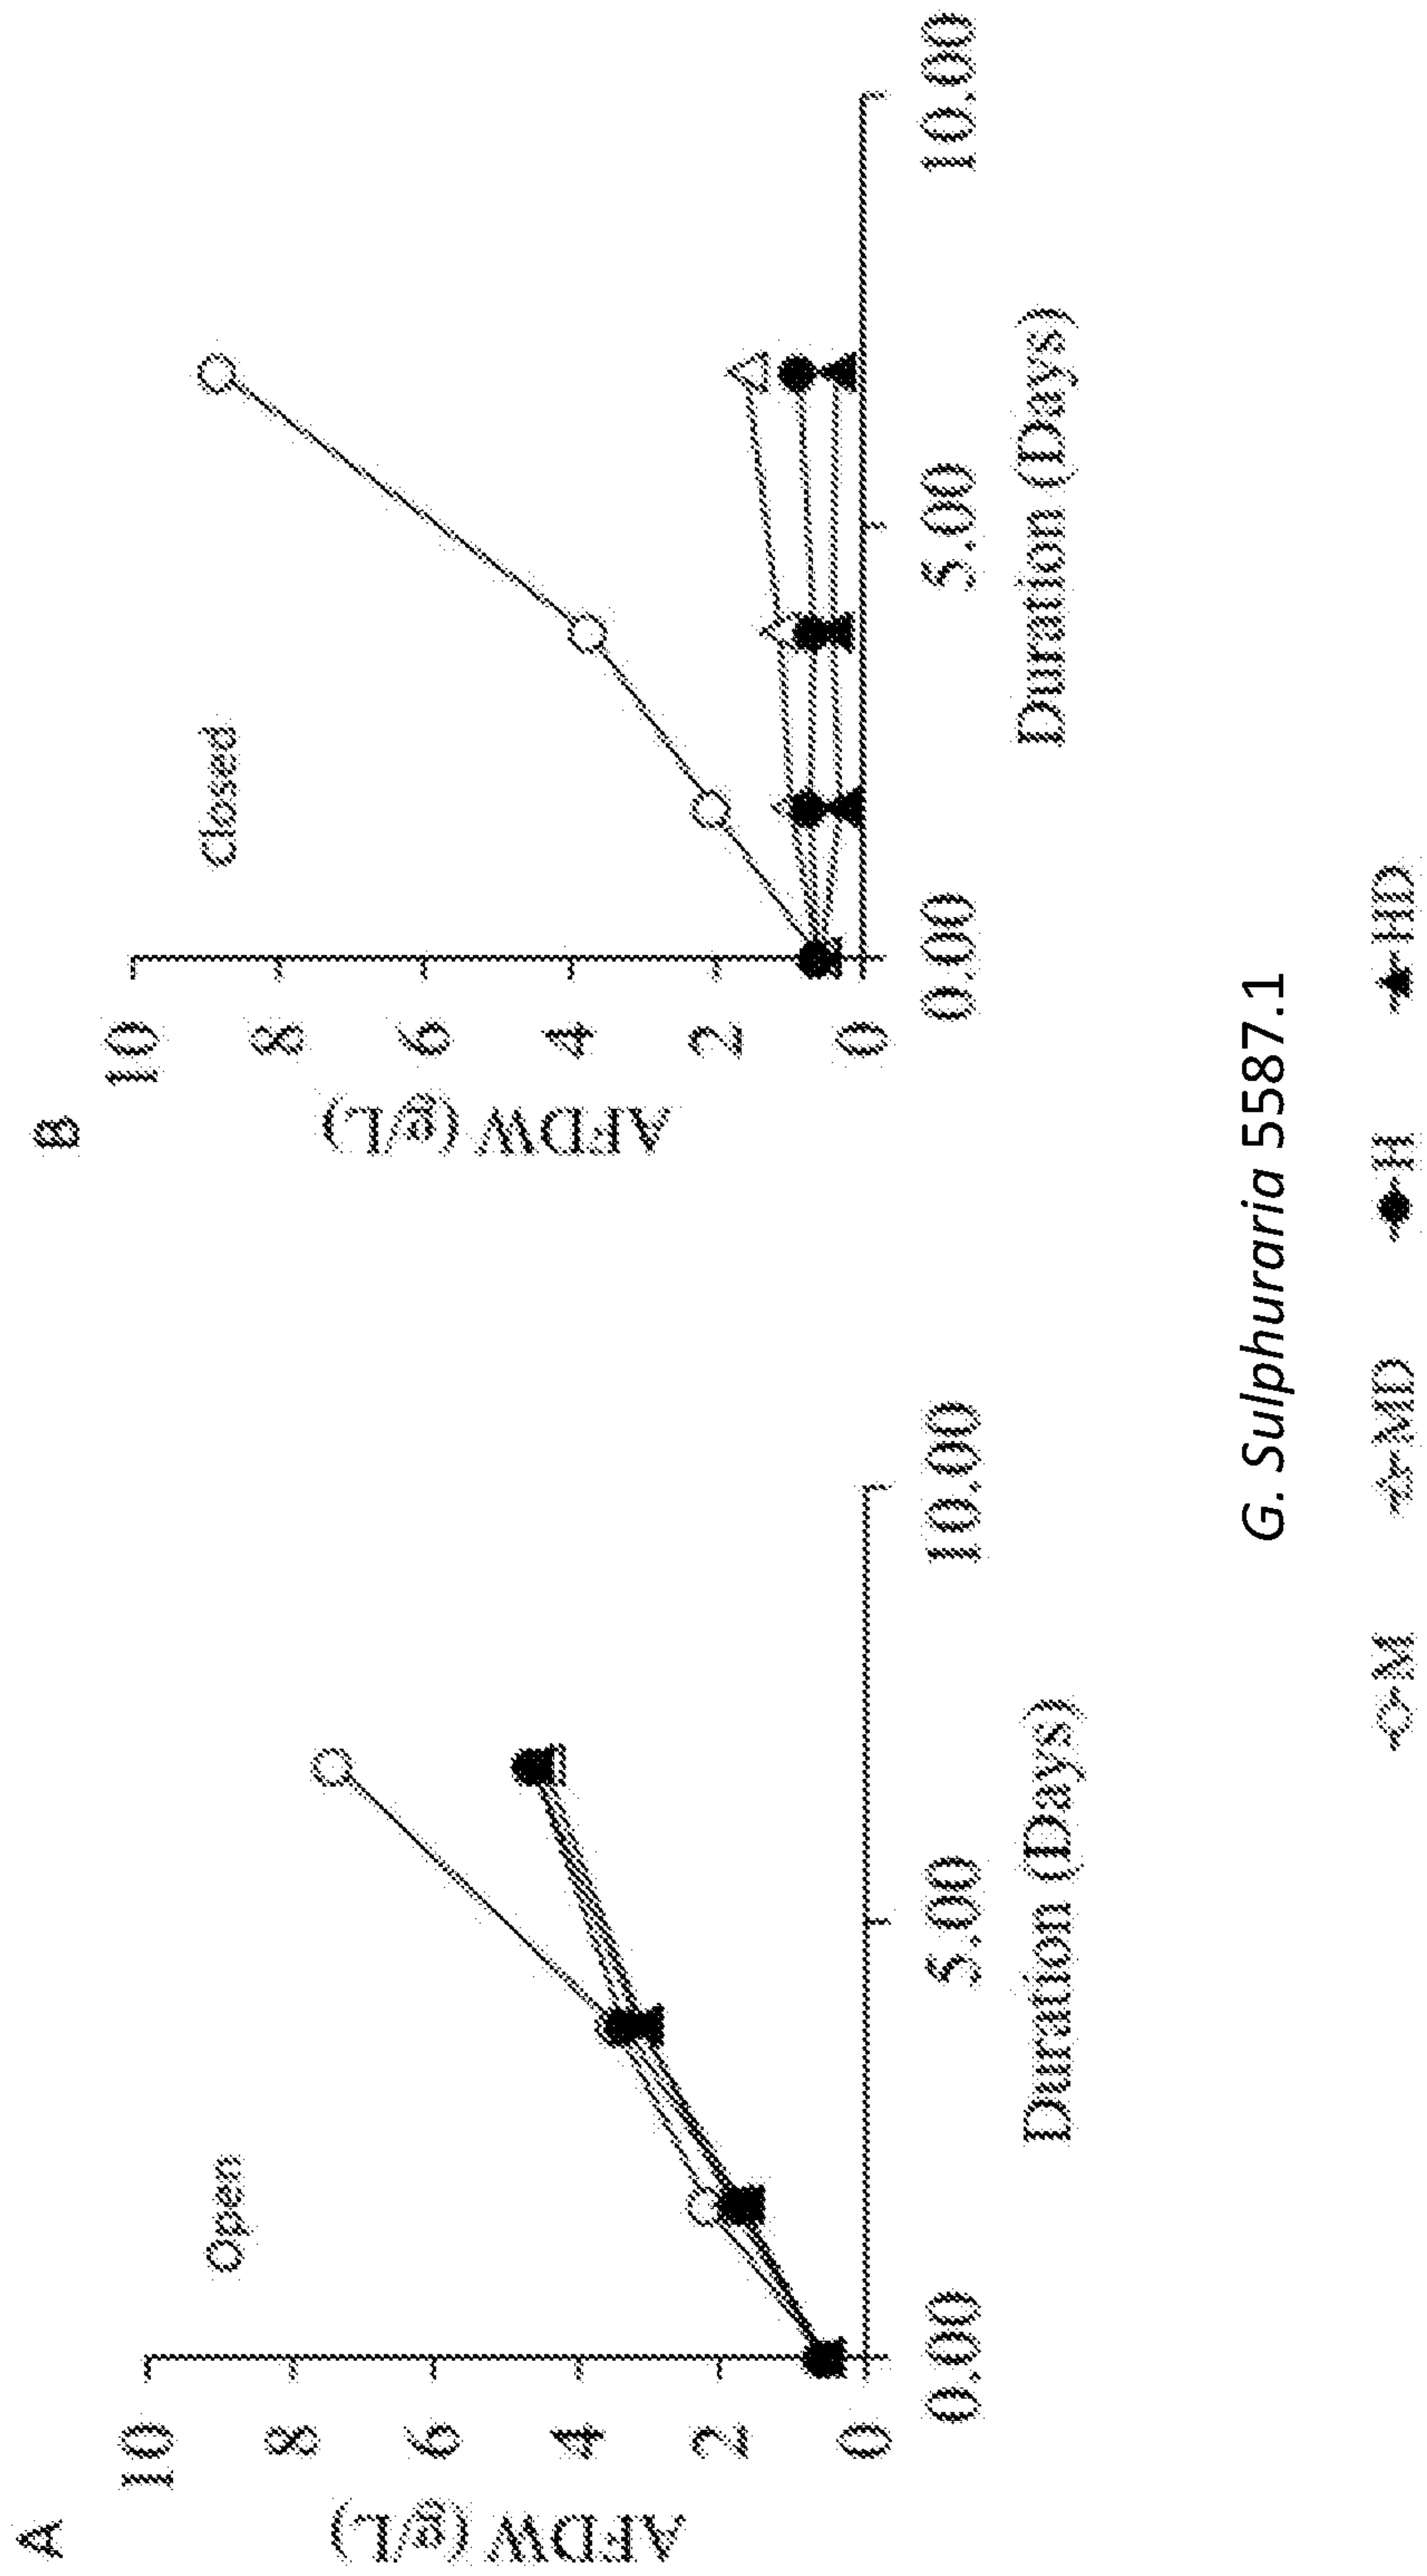 A
Open
AFDW (g/L)
10
8
6
4
2
0
0.00
5.00
10.00
Duration (Days)
B
Closed
AFDW (g/L)
10
8
6
4
2
0
0.00
5.00
10.00
Duration (Days)
G. Sulphuraria 5587.1
M
MD
H
HD